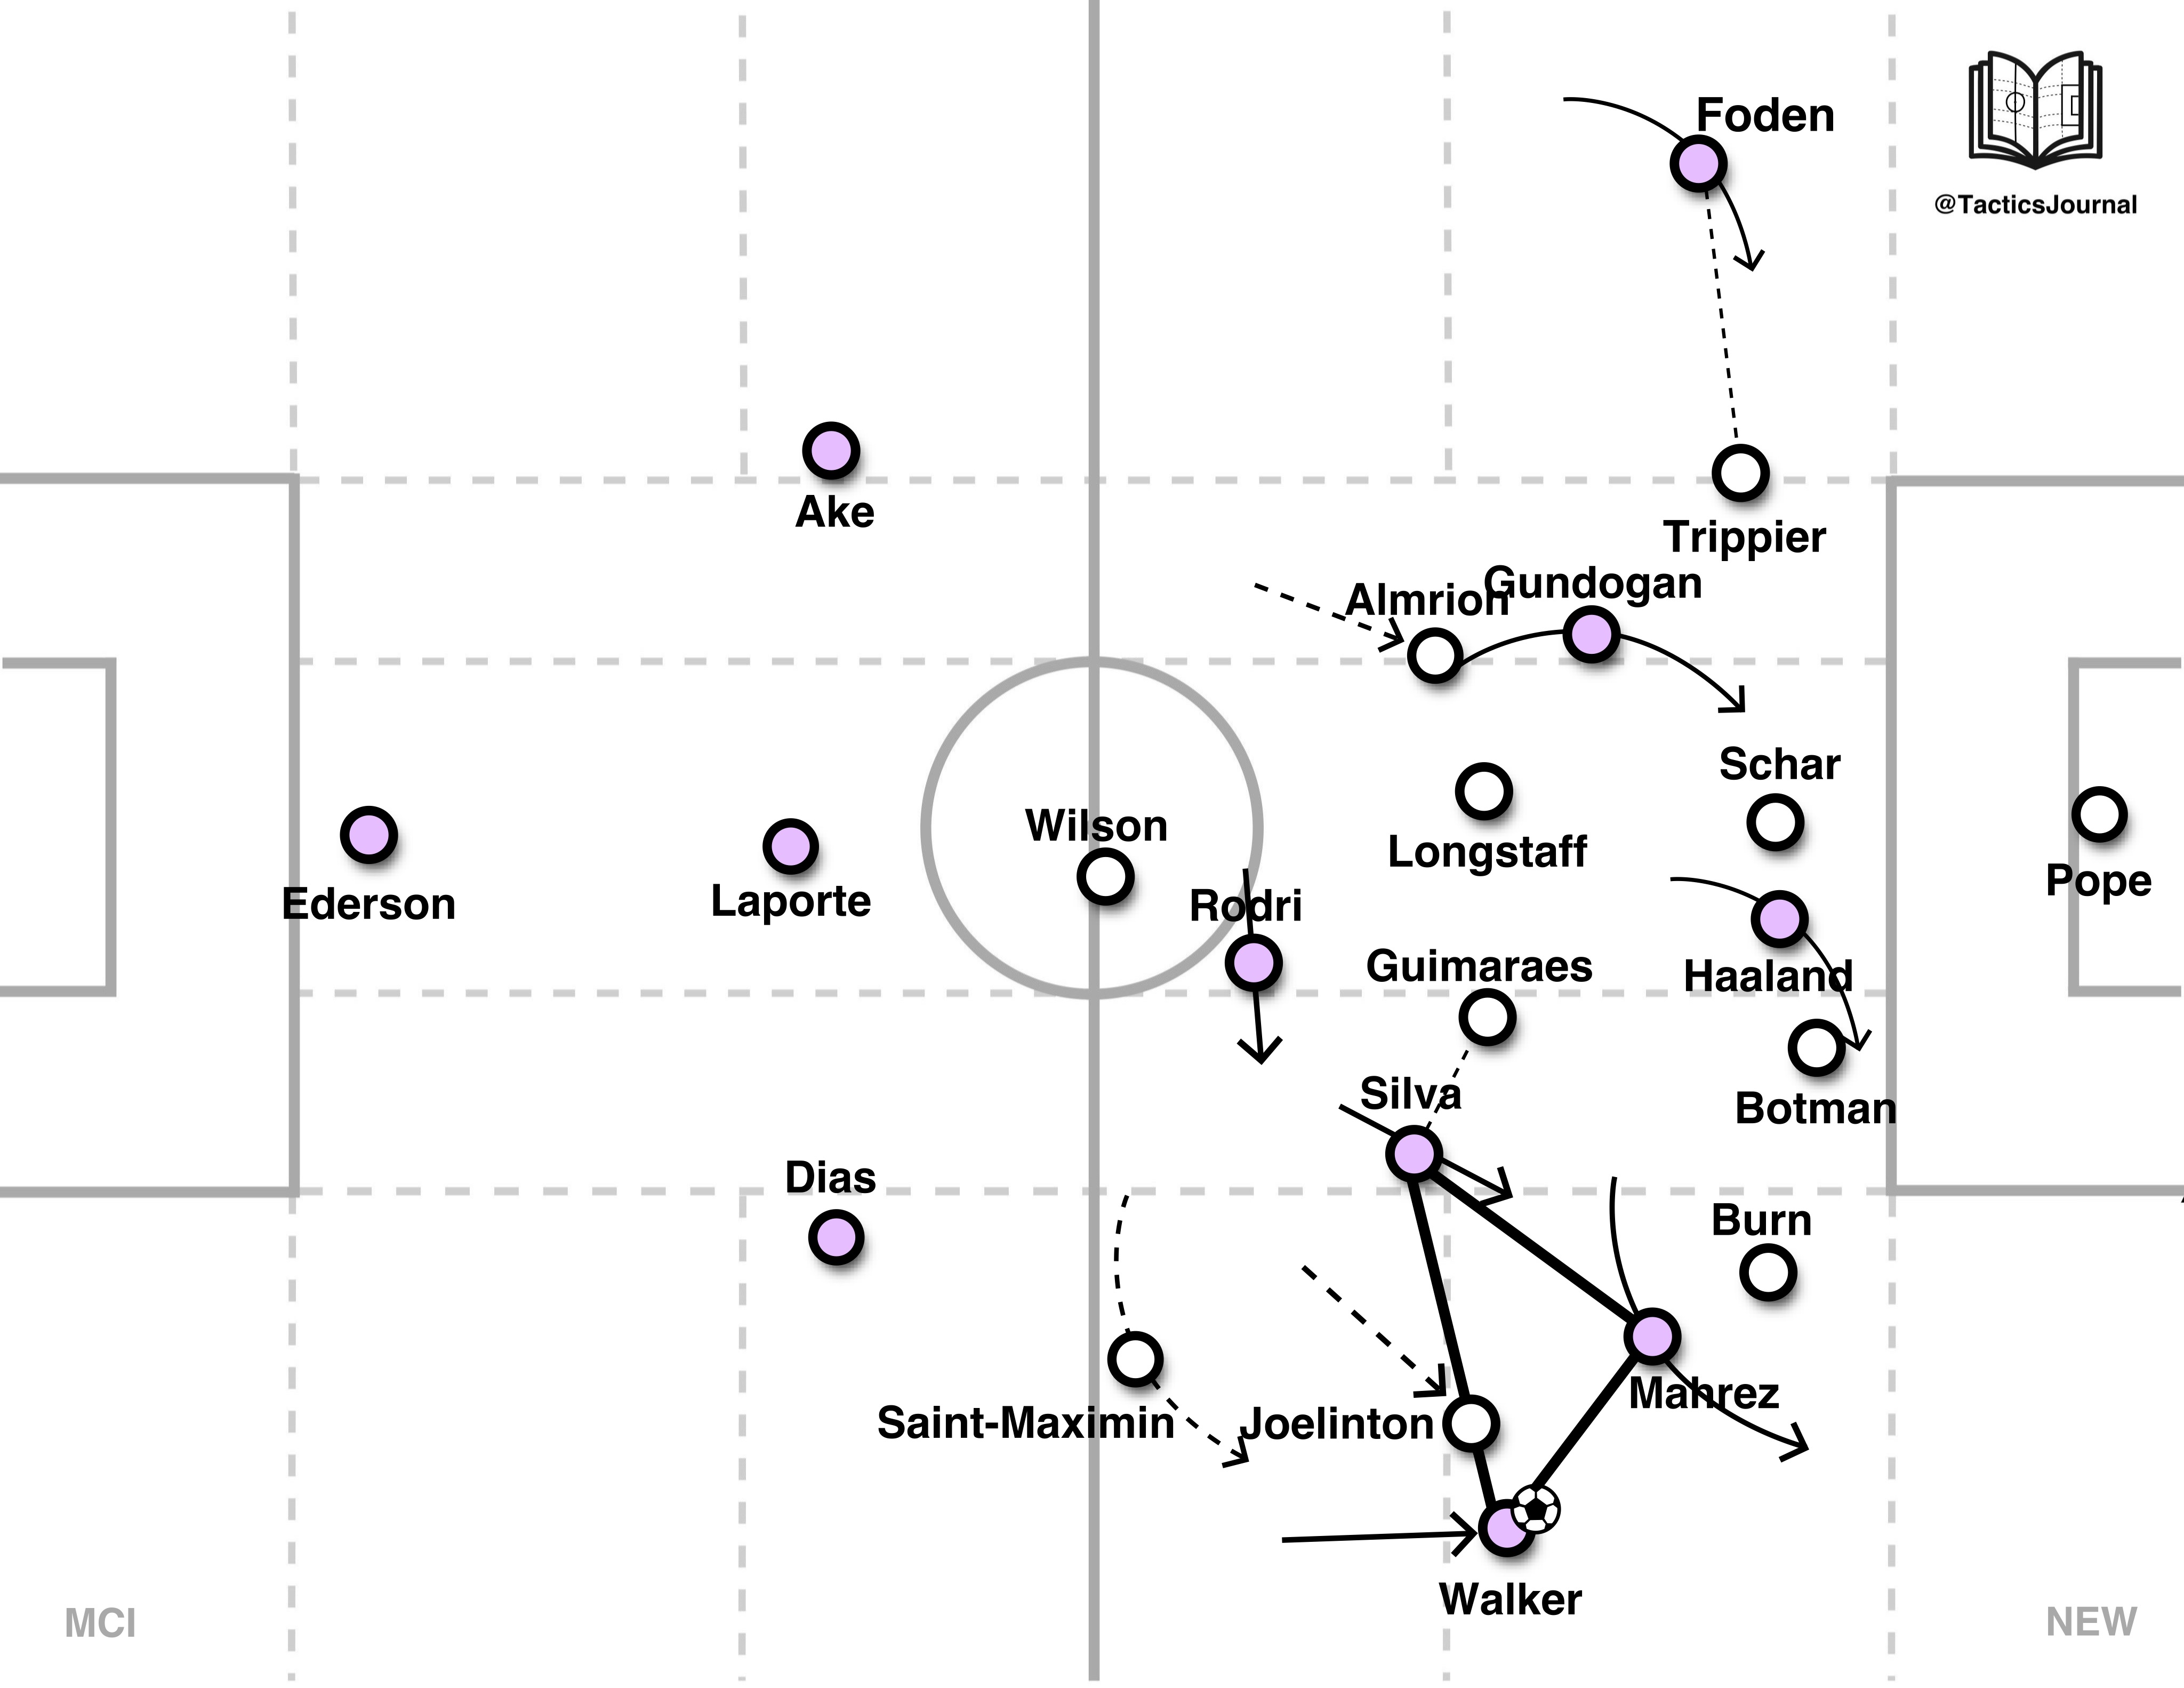 Foden
@TacticsJournal
Ake
Trippier
Almrion
Gundogan
Schar
Wilson
Longstaff
Pope
Ederson
Laporte
Rodri
Guimaraes
Haaland
Silva
Botman
Dias
Burn
Mahrez
Saint-Maximin
Joelinton
Walker
MCI
NEW